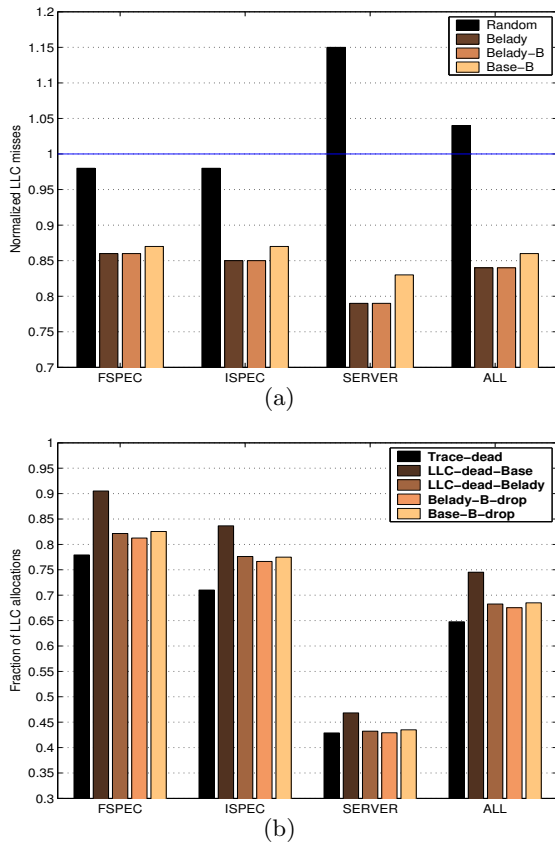 1.2
1.15
1.1
1.05
1
0.95
0.9
0.85
0.8
0.75
0.7
Normalized LLC misses
Random
Belady
Belady-B
Base-B
FSPEC ISPEC SERVER ALL
(a)
1
0.95
0.9
0.85
0.8
0.75
0.7
0.65
0.6
0.55
0.5
0.45
0.4
0.35
0.3
Fraction of LLC allocations
Trace-dead
LLC-dead-Base
LLC-dead-Belady
Belady-B-drop
Base-B-drop
FSPEC ISPEC SERVER ALL
(b)